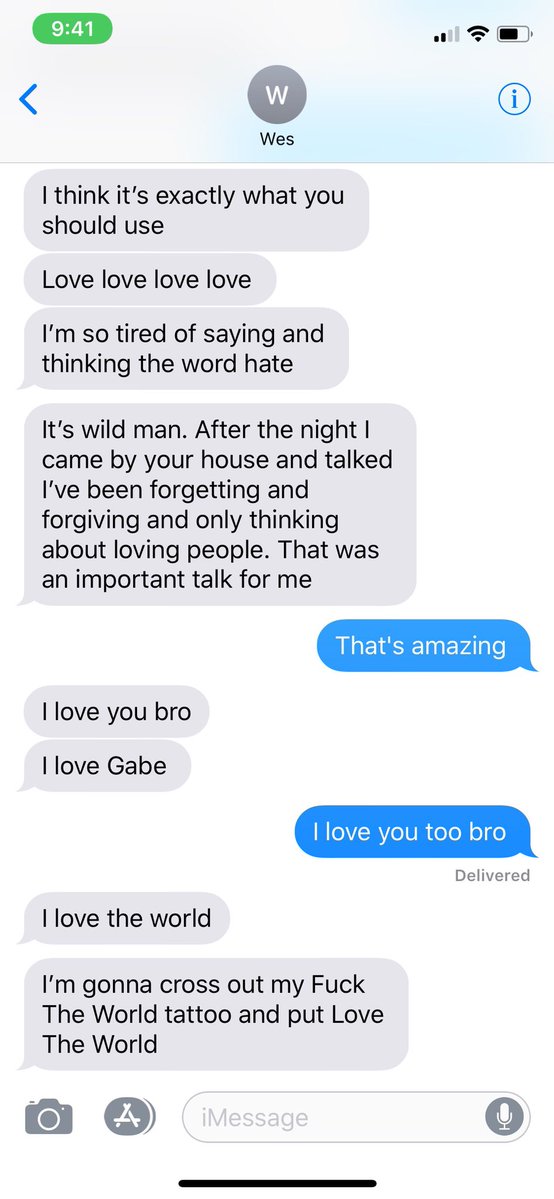 9:41
W
Wes
I think it’s exactly what you
should use
Love love love love
I’m so tired of saying and
thinking the word hate
It’s wild man. After the night I
came by your house and talked
I’ve been forgetting and
forgiving and only thinking
about loving people. That was
an important talk for me
That's amazing
I love you bro
I love Gabe
I love you too bro
Delivered
I love the world
I’m gonna cross out my Fuck
The World tattoo and put Love
The World
iMessage